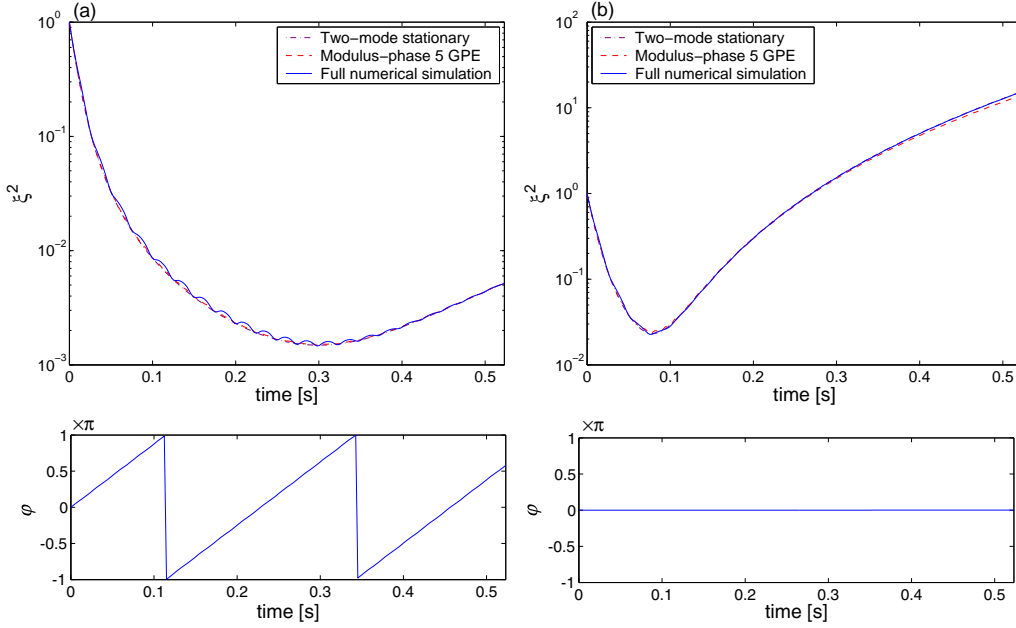 (a)
10^0
10^-1
10^-2
10^-3
ξ^2
Two−mode stationary
Modulus−phase 5 GPE
Full numerical simulation
0 0.1 0.2 0.3 0.4 0.5
time [s]
×π
1
0.5
0
-0.5
-1
φ
0 0.1 0.2 0.3 0.4 0.5
time [s]
(b)
10^2
10^1
10^0
10^-1
10^-2
ξ^2
Two−mode stationary
Modulus−phase 5 GPE
Full numerical simulation
0 0.1 0.2 0.3 0.4 0.5
time [s]
×π
1
0.5
0
-0.5
-1
φ
0 0.1 0.2 0.3 0.4 0.5
time [s]